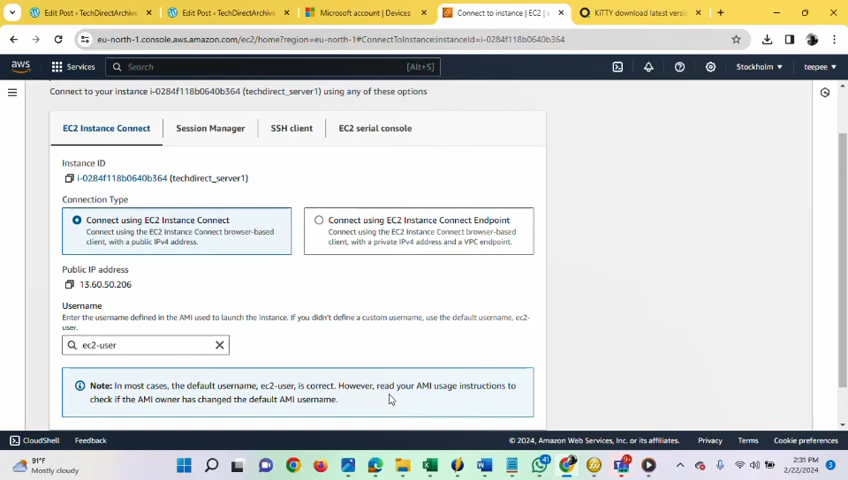 Edit Post ‹ TechDirectArchive
Edit Post ‹ TechDirectArchive
Microsoft account | Devices
Connect to instance | EC2 | e
KiTTY download latest version
eu-north-1.console.aws.amazon.com/ec2/home?region=eu-north-1#ConnectToInstance:instanceId=i-0284f118b0640b364
aws
Services
Search
[Alt+S]
Stockholm
teepee
Connect to your instance i-0284f118b0640b364 (techdirect_server1) using any of these options
EC2 Instance Connect
Session Manager
SSH client
EC2 serial console
Instance ID
i-0284f118b0640b364 (techdirect_server1)
Connection Type
Connect using EC2 Instance Connect
Connect using the EC2 Instance Connect browser-based
client, with a public IPv4 address.
Connect using EC2 Instance Connect Endpoint
Connect using the EC2 Instance Connect browser-based
client, with a private IPv4 address and a VPC endpoint.
Public IP address
13.60.50.206
Username
Enter the username defined in the AMI used to launch the instance. If you didn't define a custom username, use the default username, ec2-
user.
ec2-user
Note: In most cases, the default username, ec2-user, is correct. However, read your AMI usage instructions to
check if the AMI owner has changed the default AMI username.
CloudShell
Feedback
© 2024, Amazon Web Services, Inc. or its affiliates.
Privacy
Terms
Cookie preferences
91°F
Mostly cloudy
41
9+
2:31 PM
2/22/2024
3